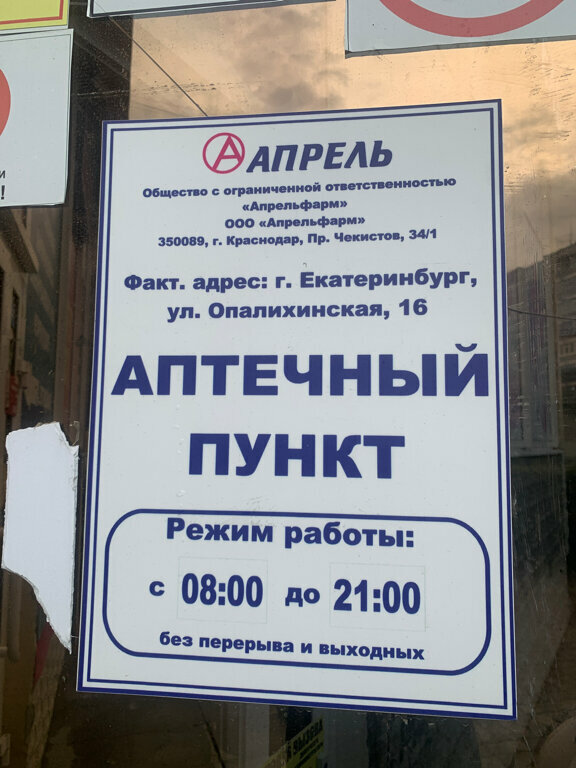 АПРЕЛЬ
Общество с ограниченной ответственностью
«Апрельфарм»
ООО «Апрельфарм»
350089, г. Краснодар, Пр. Чекистов, 34/1
Факт. адрес: г. Екатеринбург,
ул. Опалихинская, 16
АПТЕЧНЫЙ
ПУНКТ
Режим работы:
с 08:00 до 21:00
без перерыва и выходных